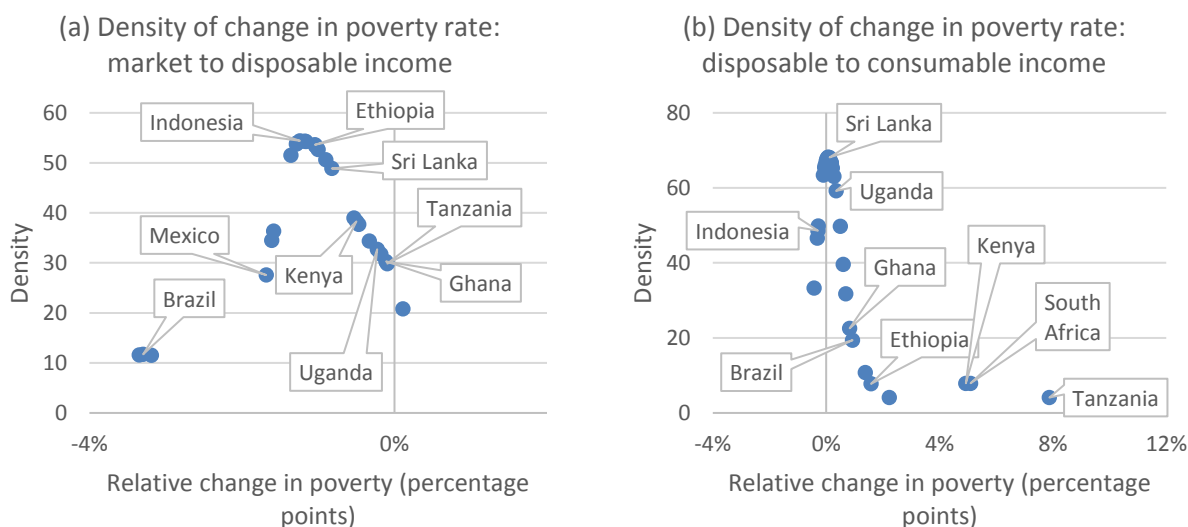 (a) Density of change in poverty rate:
market to disposable income
60
50
40
30
20
10
0
Density
-4%
0%
Relative change in poverty (percentage
points)
Indonesia
Ethiopia
Sri Lanka
Tanzania
Mexico
Kenya
Ghana
Brazil
Uganda
(b) Density of change in poverty rate:
disposable to consumable income
80
60
40
20
0
Density
-4%
0%
4%
8%
12%
Relative change in poverty (percentage
points)
Sri Lanka
Uganda
Indonesia
Kenya
Ghana
South
Africa
Ethiopia
Brazil
Tanzania